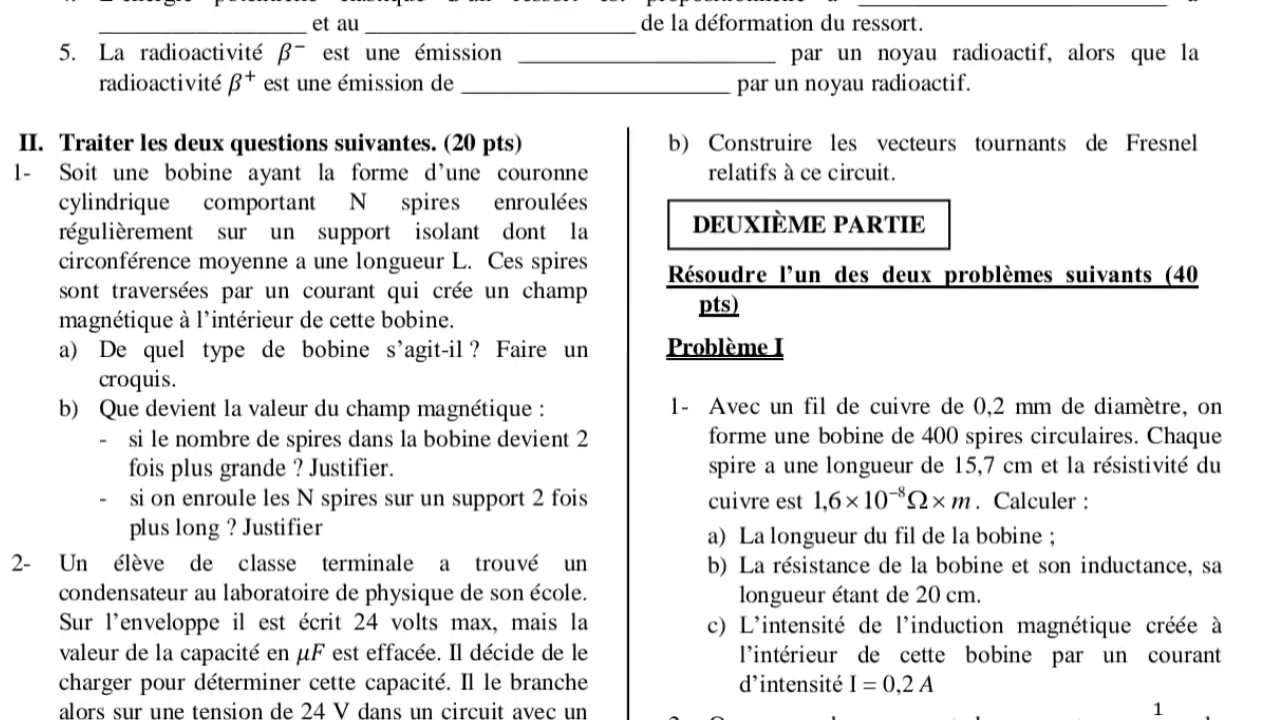 et au de la déformation du ressort.
5. La radioactivité β⁻ est une émission ____________ par un noyau radioactif, alors que la
radioactivité β⁺ est une émission de ____________ par un noyau radioactif.
II. Traiter les deux questions suivantes. (20 pts)
1- Soit une bobine ayant la forme d’une couronne
cylindrique comportant N spires enroulées
régulièrement sur un support isolant dont la
circonférence moyenne a une longueur L. Ces spires
sont traversées par un courant qui crée un champ
magnétique à l’intérieur de cette bobine.
a) De quel type de bobine s’agit-il ? Faire un
croquis.
b) Que devient la valeur du champ magnétique :
- si le nombre de spires dans la bobine devient 2
fois plus grande ? Justifier.
- si on enroule les N spires sur un support 2 fois
plus long ? Justifier
2- Un élève de classe terminale a trouvé un
condensateur au laboratoire de physique de son école.
Sur l’enveloppe il est écrit 24 volts max, mais la
valeur de la capacité en μF est effacée. Il décide de le
charger pour déterminer cette capacité. Il le branche
alors sur une tension de 24 V dans un circuit avec un
b) Construire les vecteurs tournants de Fresnel
relatifs à ce circuit.
DEUXIÈME PARTIE
Résoudre l’un des deux problèmes suivants (40
pts)
Problème I
1- Avec un fil de cuivre de 0,2 mm de diamètre, on
forme une bobine de 400 spires circulaires. Chaque
spire a une longueur de 15,7 cm et la résistivité du
cuivre est 1,6×10⁻⁸Ω×m. Calculer :
a) La longueur du fil de la bobine ;
b) La résistance de la bobine et son inductance, sa
longueur étant de 20 cm.
c) L’intensité de l’induction magnétique créée à
l’intérieur de cette bobine par un courant
d’intensité I = 0,2 A
1